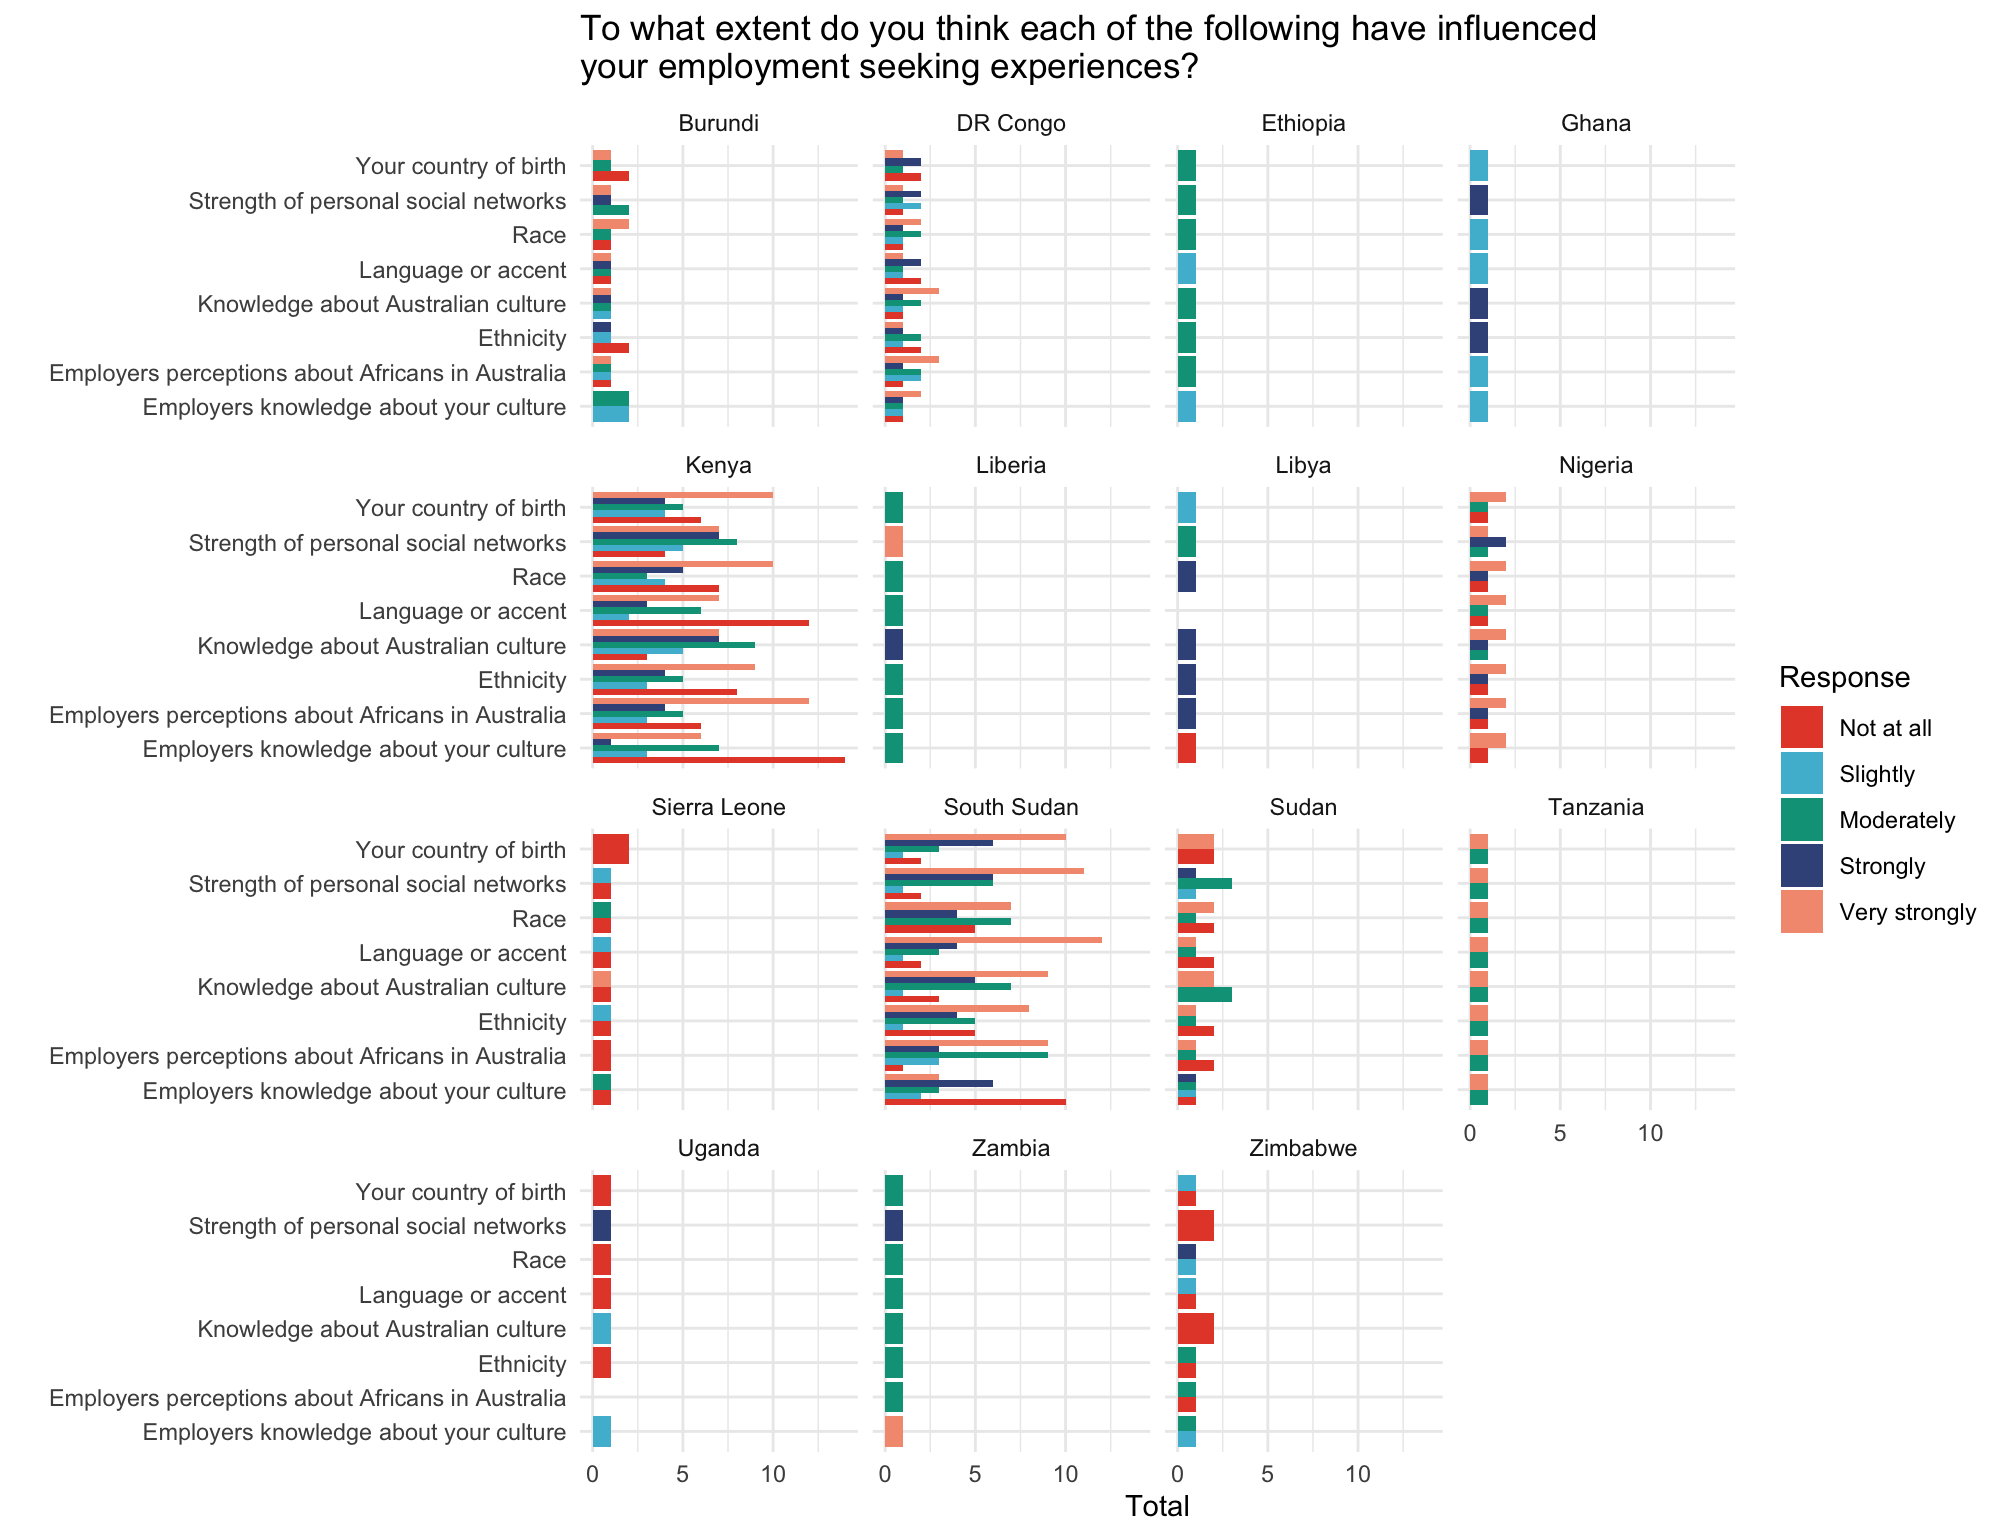 To what extent do you think each of the following have influenced
your employment seeking experiences?
Burundi DR Congo Ethiopia Ghana
Your country of birth
Strength of personal social networks
Race
Language or accent
Knowledge about Australian culture
Ethnicity
Employers perceptions about Africans in Australia
Employers knowledge about your culture
Kenya Liberia Libya Nigeria
Your country of birth
Strength of personal social networks
Race
Language or accent
Knowledge about Australian culture
Ethnicity
Employers perceptions about Africans in Australia
Employers knowledge about your culture
Sierra Leone South Sudan Sudan Tanzania
Your country of birth
Strength of personal social networks
Race
Language or accent
Knowledge about Australian culture
Ethnicity
Employers perceptions about Africans in Australia
Employers knowledge about your culture
0 5 10
Uganda Zambia Zimbabwe
Your country of birth
Strength of personal social networks
Race
Language or accent
Knowledge about Australian culture
Ethnicity
Employers perceptions about Africans in Australia
Employers knowledge about your culture
0 5 10 0 5 10 0 5 10
Total
Response
Not at all
Slightly
Moderately
Strongly
Very strongly